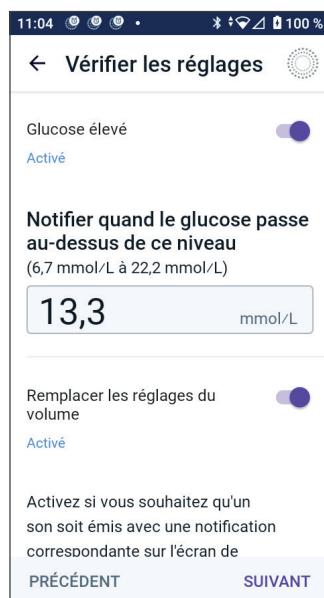 11:04 100 %
Vérifier les réglages
Glucose élevé
Activé
Notifier quand le glucose passe
au-dessus de ce niveau
(6,7 mmol/L à 22,2 mmol/L)
13,3 mmol/L
Remplacer les réglages du
volume
Activé
Activez si vous souhaitez qu'un
son soit émis avec une notification
correspondante sur l'écran de
PRÉCÉDENT SUIVANT